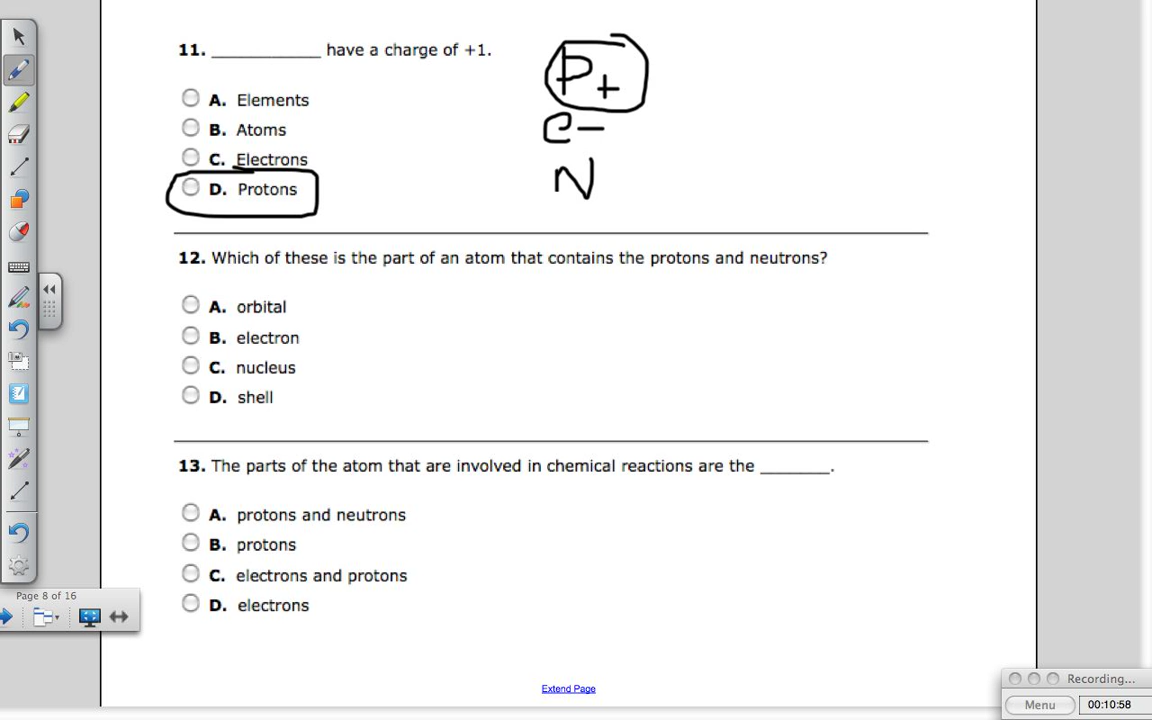 11. ____________ have a charge of +1.
A. Elements
B. Atoms
C. Electrons
D. Protons
P+
e-
N
12. Which of these is the part of an atom that contains the protons and neutrons?
A. orbital
B. electron
C. nucleus
D. shell
13. The parts of the atom that are involved in chemical reactions are the ________.
A. protons and neutrons
B. protons
C. electrons and protons
D. electrons
Page 8 of 16
Extend Page
Recording...
Menu 00:10:58